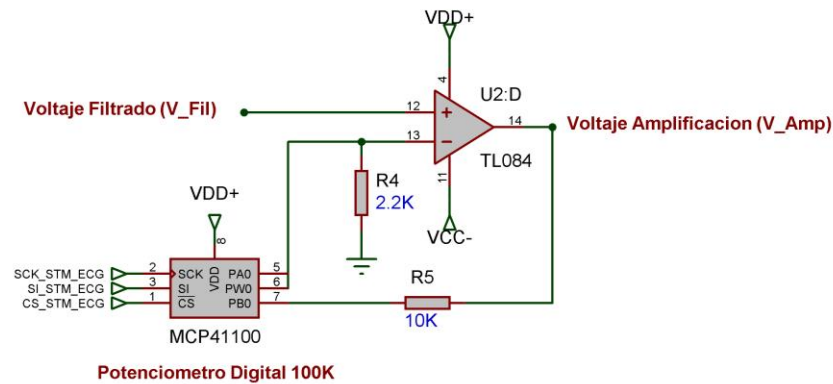 VDD+
4
U2:D
Voltaje Filtrado (V_Fil)
12
+
14
Voltaje Amplificacion (V_Amp)
13
−
TL084
11
R4
2.2K
VCC-
VDD+
8
SCK_STM_ECG
2
SCK
VDD
PA0
5
SI_STM_ECG
3
SI
PW0
6
CS_STM_ECG
1
CS
PB0
7
R5
10K
MCP41100
Potenciometro Digital 100K